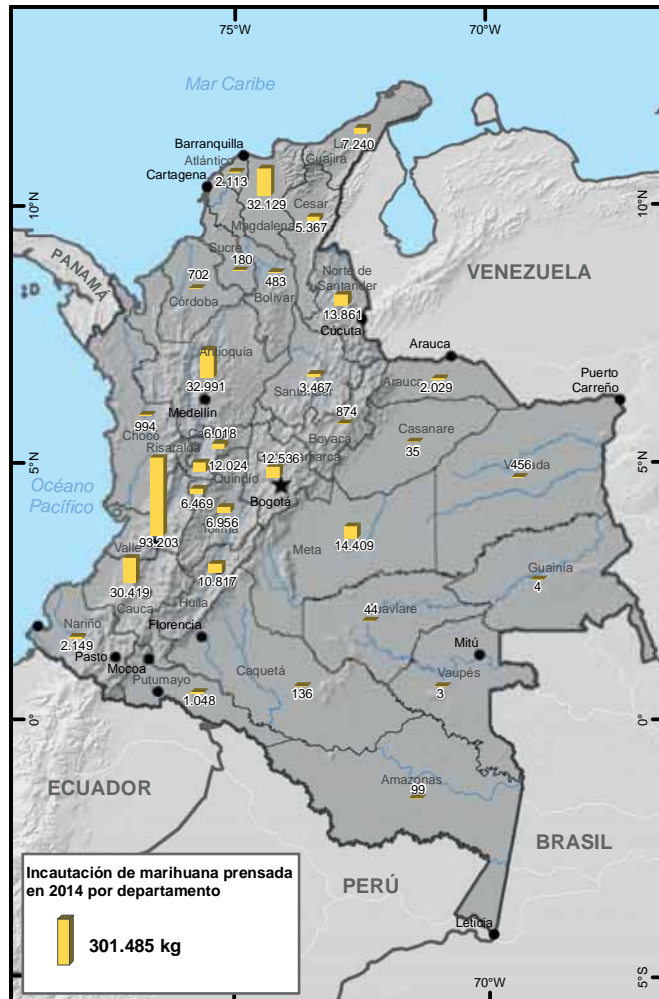 75°W
70°W
Mar Caribe
Barranquilla
Atlántico
Cartagena
2.113
7.240
Guajira
32.129
Cesar
5.367
10°N
10°N
Magdalena
Sucre
180
702
483
Córdoba
Bolívar
Norte de
Santander
13.861
Cúcuta
PANAMÁ
VENEZUELA
Antioquia
32.991
Medellín
Arauca
Arauca
2.029
Puerto
Carreño
Santander
3.467
874
Boyacá
Casanare
35
994
Chocó
6.018
Risaralda
12.024
12.536
Quindío
Bogotá
456
5°N
5°N
Océano
Pacífico
6.469
6.956
Tolima
93.203
Valle
Meta
14.409
30.419
Cauca
10.817
Huila
Guainía
4
44
Nariño
2.149
Florencia
Pasto
Mocoa
Putumayo
1.048
Caquetá
136
Mitú
Vaupés
3
0°
0°
Amazonas
99
ECUADOR
BRASIL
PERÚ
Leticia
Incautación de marihuana prensada
en 2014 por departamento
301.485 kg
70°W
5°S